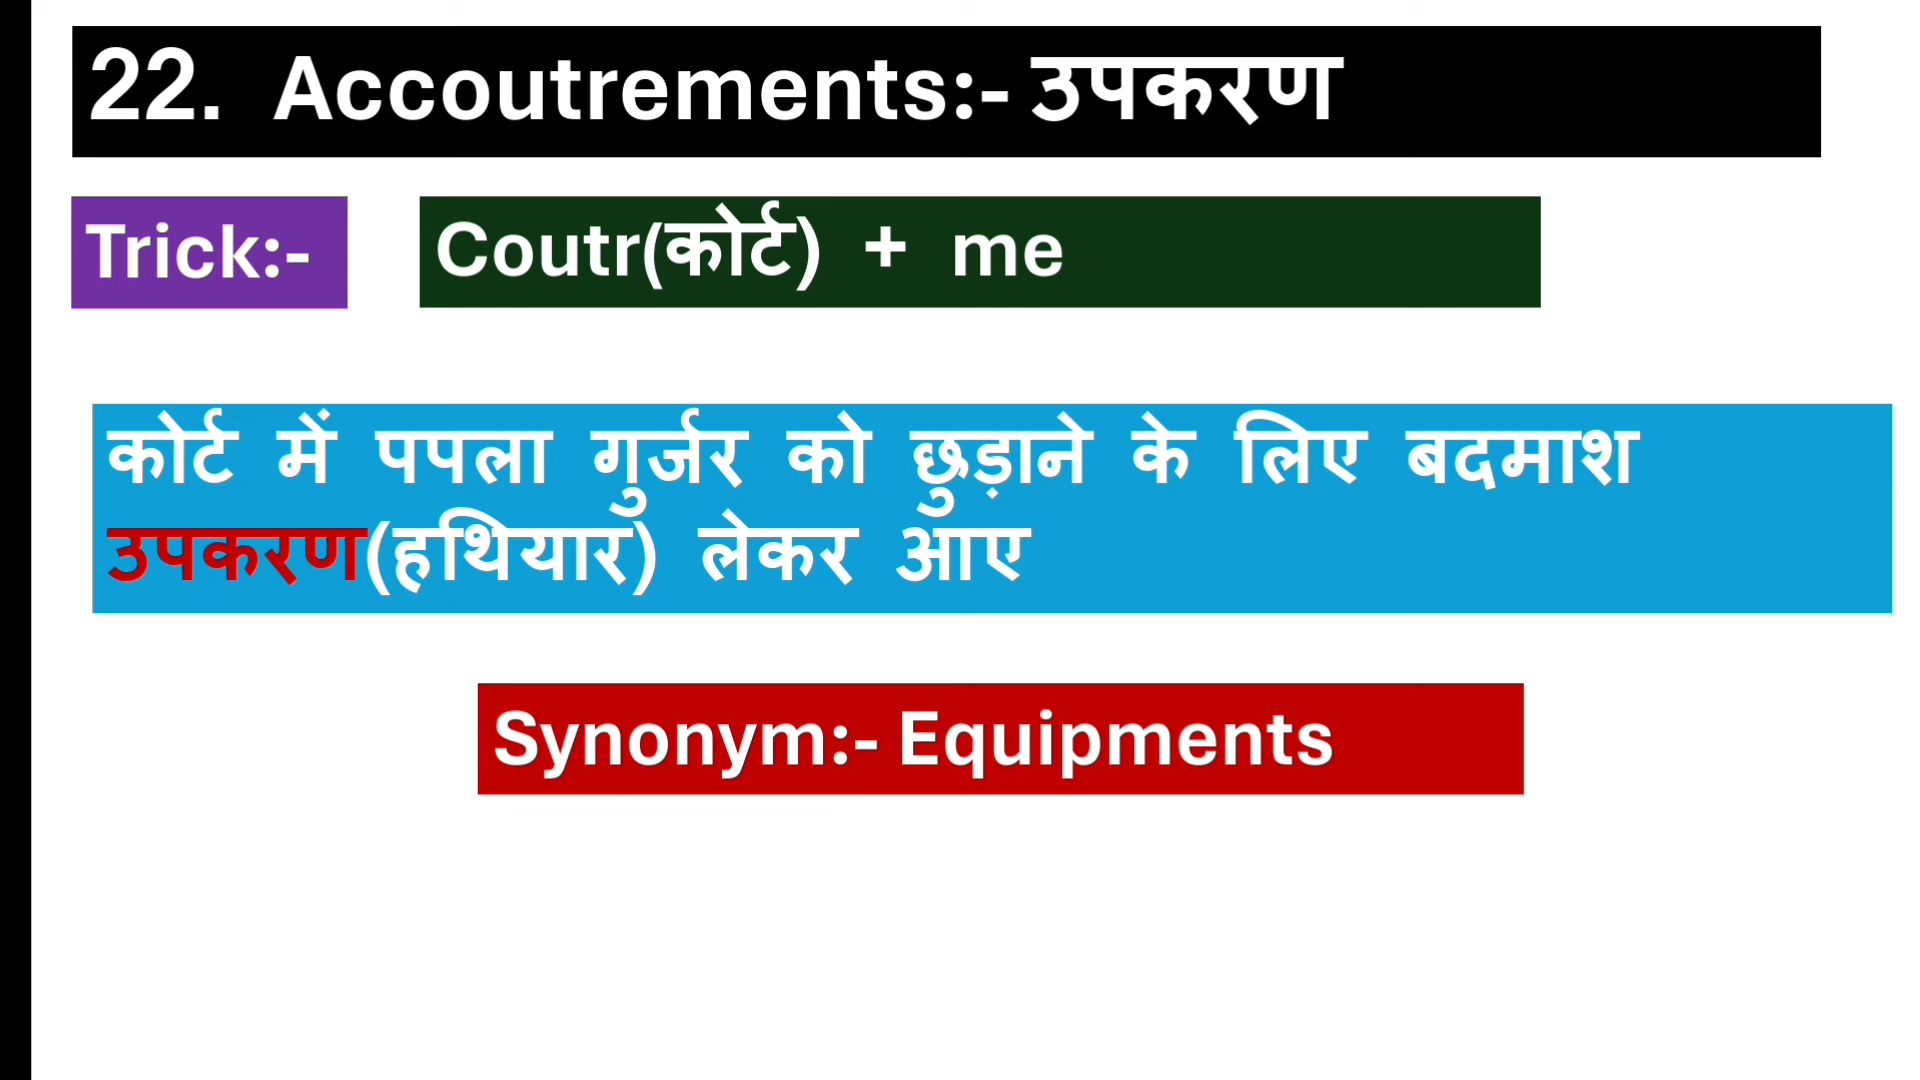 22. Accoutrements:- उपकरण
Trick:-
Coutr(कोर्ट) + me
कोर्ट में पपला गुर्जर को छुड़ाने के लिए बदमाश
उपकरण(हथियार) लेकर आए
Synonym:- Equipments